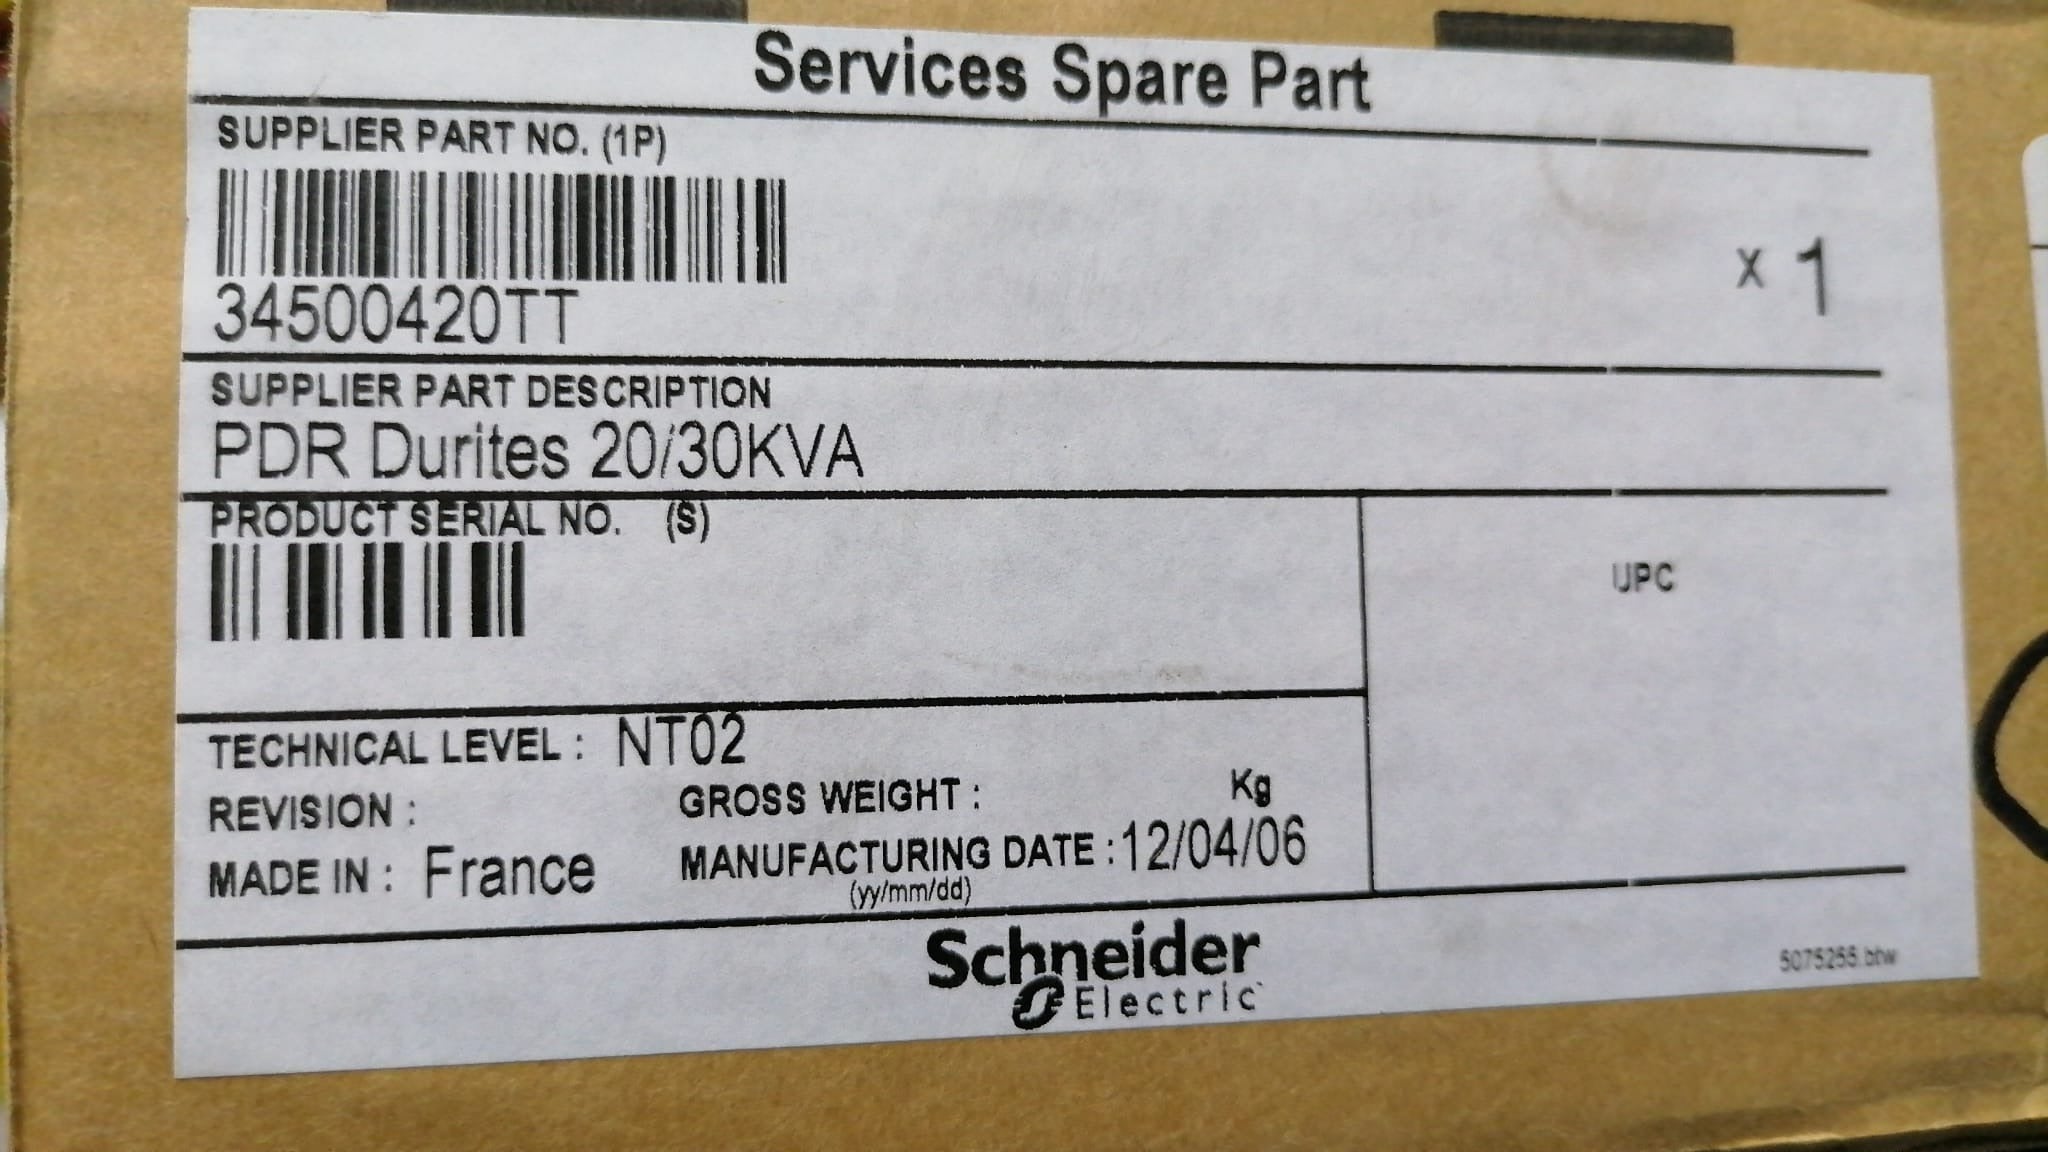 Services Spare Part
SUPPLIER PART NO. (1P)
34500420TT
x 1
SUPPLIER PART DESCRIPTION
PDR Durites 20/30KVA
PRODUCT SERIAL NO. (S)
UPC
TECHNICAL LEVEL : NT02
REVISION :
GROSS WEIGHT : Kg
MADE IN : France
MANUFACTURING DATE : 12/04/06
(yy/mm/dd)
Schneider
Electric
5075255.btw